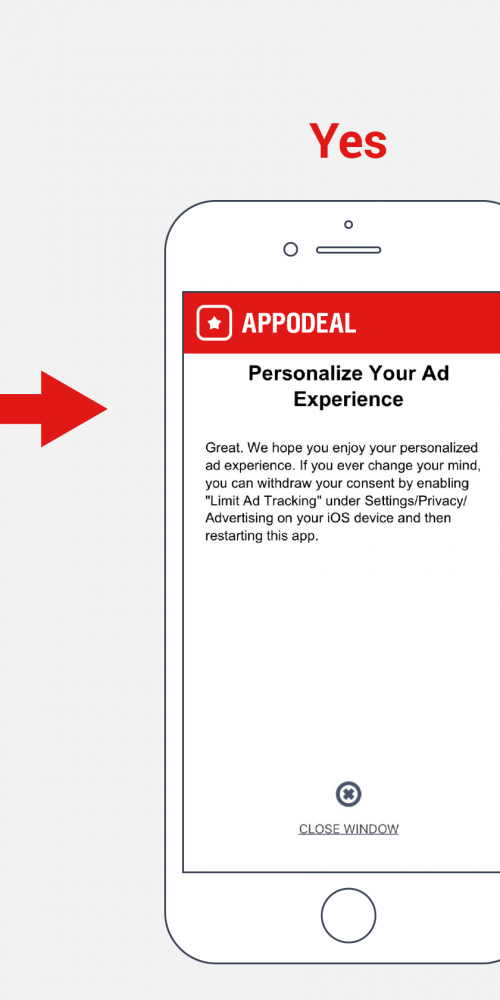 Yes
APPODEAL
Personalize Your Ad
Experience
Great. We hope you enjoy your personalized
ad experience. If you ever change your mind,
you can withdraw your consent by enabling
"Limit Ad Tracking" under Settings/Privacy/
Advertising on your iOS device and then
restarting this app.
CLOSE WINDOW